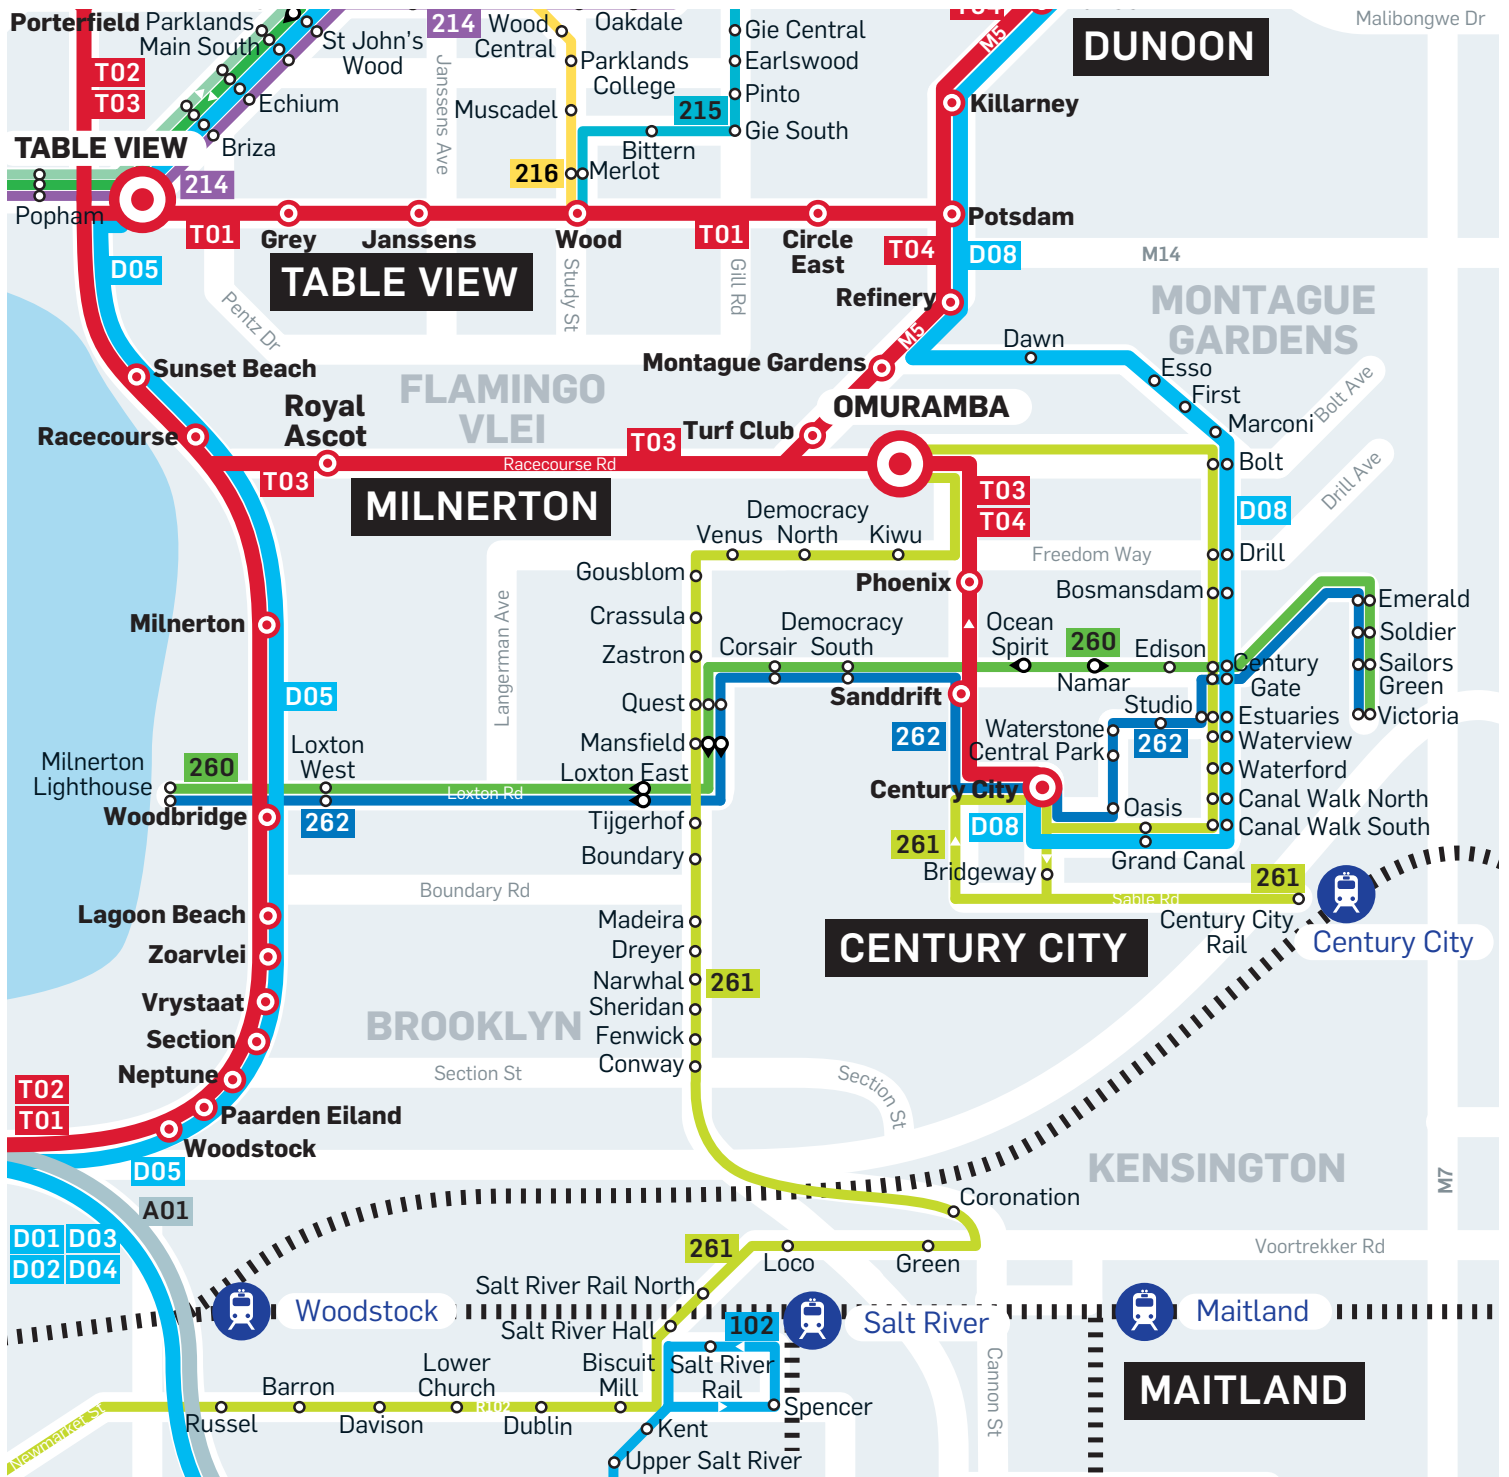 Porterfield
Parklands
Main South
St John's
Wood
214
Wood
Central
Oakdale
Parklands
College
Gie Central
Earlswood
Pinto
Gie South
T04
M5
DUNOON
Malibongwe Dr
T02
T03
Echium
Briza
Janssens Ave
Muscadel
215
Bittern
216
Merlot
Killarney
TABLE VIEW
214
Popham
T01
Grey
Janssens
Wood
T01
Circle
East
Potsdam
T04
D08
M14
D05
TABLE VIEW
Pentz Dr
Study St
Gill Rd
Refinery
M5
MONTAGUE
GARDENS
Dawn
Esso
First
Marconi
Bolt Ave
Sunset Beach
Montague Gardens
FLAMINGO
VLEI
Royal
Ascot
OMURAMBA
Racecourse
T03
Turf Club
T03
Racecourse Rd
Bolt
Drill Ave
MILNERTON
T03
T04
D08
Democracy
North
Venus
Kiwu
Freedom Way
Drill
Gousblom
Phoenix
Bosmansdam
Emerald
Langerman Ave
Crassula
Milnerton
Democracy
South
Corsair
Ocean
Spirit
260
Edison
Soldier
Zastron
Namar
Century
Gate
Sailors
Green
D05
Quest
Sanddrift
Studio
Estuaries
Victoria
Mansfield
262
Waterstone
Central Park
262
Waterview
Milnerton
Lighthouse
260
Loxton
West
Loxton East
Loxton Rd
Waterford
Century City
Woodbridge
262
Tijgerhof
D08
Oasis
Canal Walk North
Canal Walk South
261
Boundary
Grand Canal
Bridgeway
261
Boundary Rd
Sable Rd
Lagoon Beach
Madeira
Century City
Rail
Century City
Zoarvlei
Dreyer
CENTURY CITY
Narwhal
261
Vrystaat
Sheridan
BROOKLYN
Section
Fenwick
Conway
Neptune
Section St
Section St
T02
T01
Paarden Eiland
Woodstock
D05
KENSINGTON
M7
A01
Coronation
D01
D03
D02
D04
261
Loco
Green
Voortrekker Rd
Salt River Rail North
Woodstock
Salt River Hall
102
Salt River
Maitland
Biscuit
Mill
Salt River
Rail
Lower
Church
Cannon St
MAITLAND
Barron
Newmarket St
Russel
Davison
R102
Dublin
Spencer
Kent
Upper Salt River